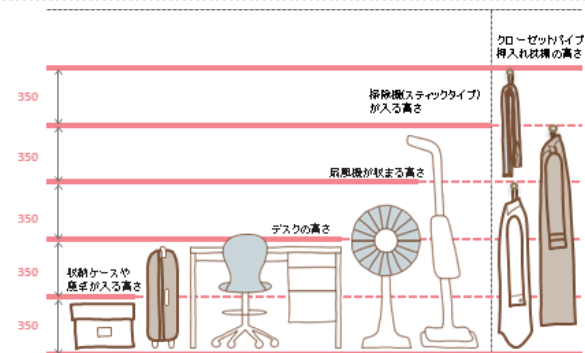 クローゼットパイプ
押入れ枕棚の高さ
350
掃除機(スティックタイプ)
が入る高さ
350
扇風機が収まる高さ
350
デスクの高さ
350
収納ケースや
座卓が入る高さ
350